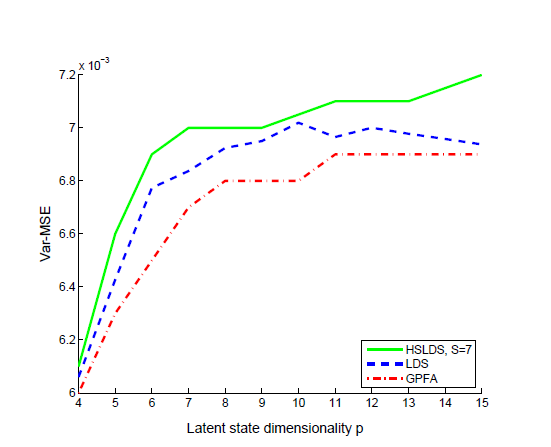 x 10⁻³
7.2
7
6.8
6.6
6.4
6.2
6
Var-MSE
4 5 6 7 8 9 10 11 12 13 14 15
Latent state dimensionality p
HSLDS, S=7
LDS
GPFA